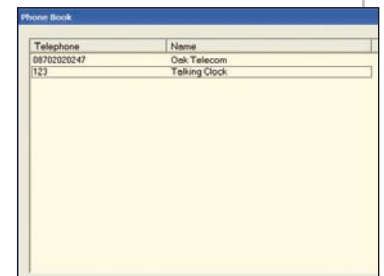 Phone Book
Telephone Name
08702020247 Oak Telecom
123 Talking Clock